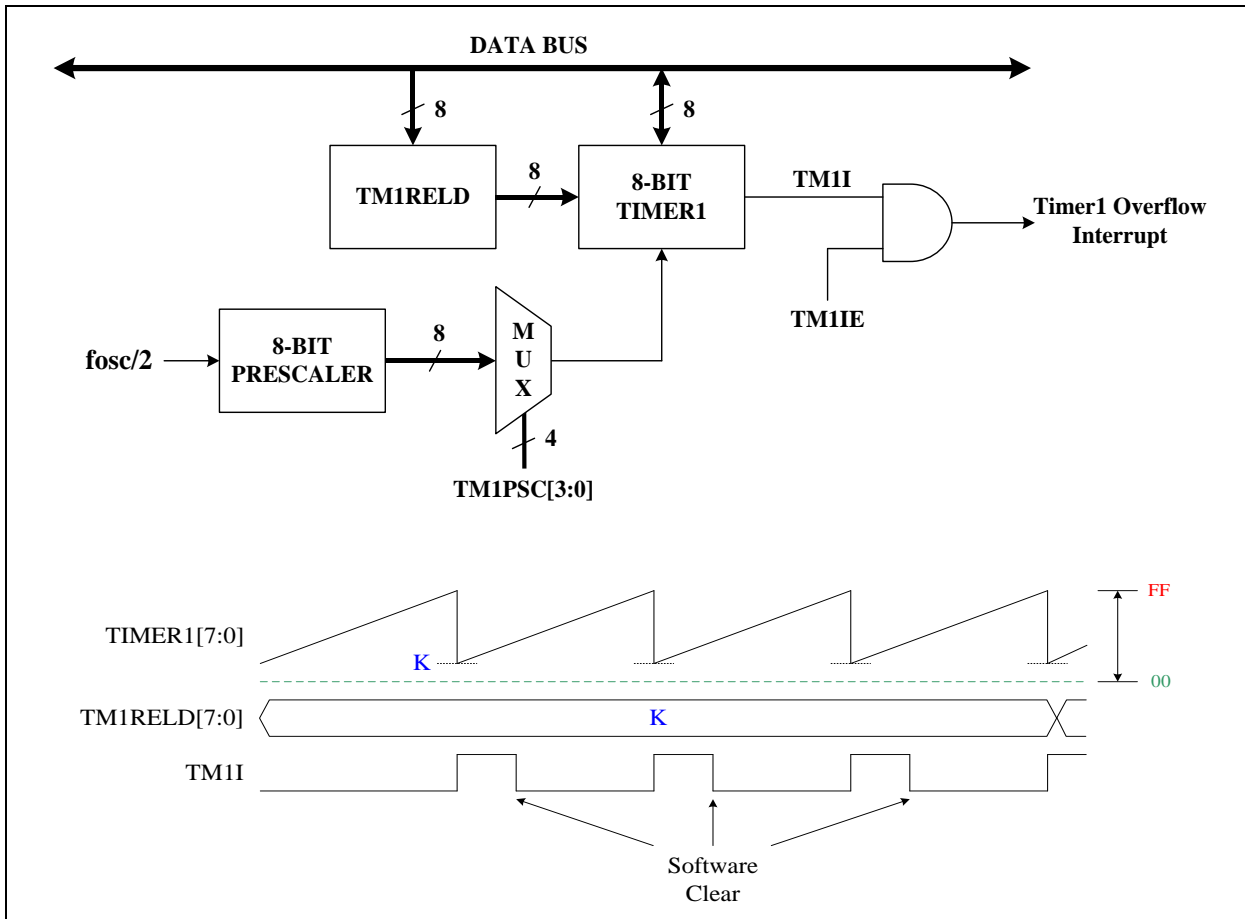 DATA BUS
8
8
TM1RELD
8
8-BIT
TIMER1
TM1I
Timer1 Overflow
Interrupt
TM1IE
fosc/2
8-BIT
PRESCALER
8
M
U
X
4
TM1PSC[3:0]
FF
TIMER1[7:0]
K
00
TM1RELD[7:0]
K
TM1I
Software
Clear